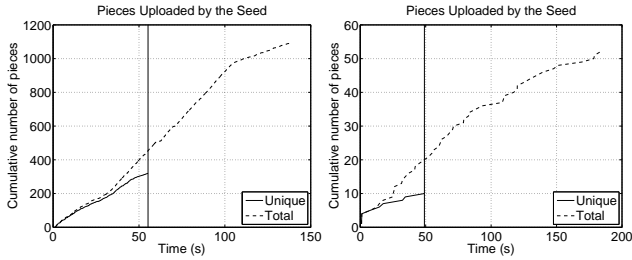 Pieces Uploaded by the Seed
1200
1000
800
600
400
200
0
0
50
100
150
Cumulative number of pieces
Time (s)
Unique
Total
Pieces Uploaded by the Seed
60
50
40
30
20
10
0
0
50
100
150
200
Cumulative number of pieces
Time (s)
Unique
Total